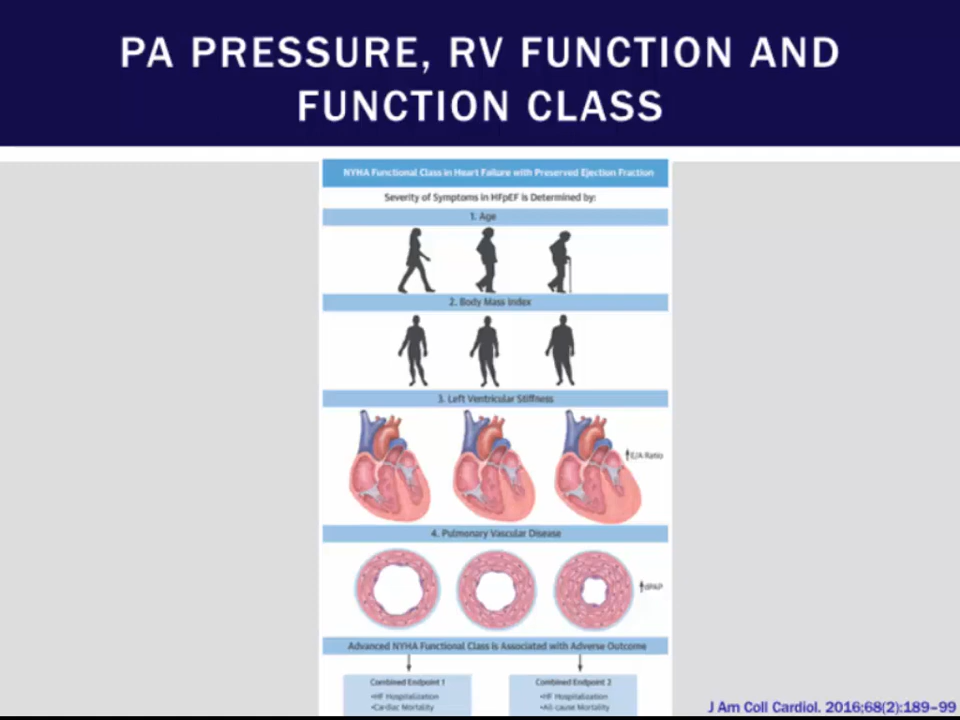 PA PRESSURE, RV FUNCTION AND
FUNCTION CLASS
NYHA Functional Class in Heart Failure with Preserved Ejection Fraction
Severity of Symptoms in HFpEF is Determined by:
1. Age
2. Body Mass Index
3. Left Ventricular Stiffness
E/A Ratio
4. Pulmonary Vascular Disease
dPAP
Advanced NYHA Functional Class is Associated with Adverse Outcome
Combined Endpoint 1
•HF Hospitalization
•Cardiac Mortality
Combined Endpoint 2
•HF Hospitalization
•All-cause Mortality
J Am Coll Cardiol. 2016;68(2):189–99